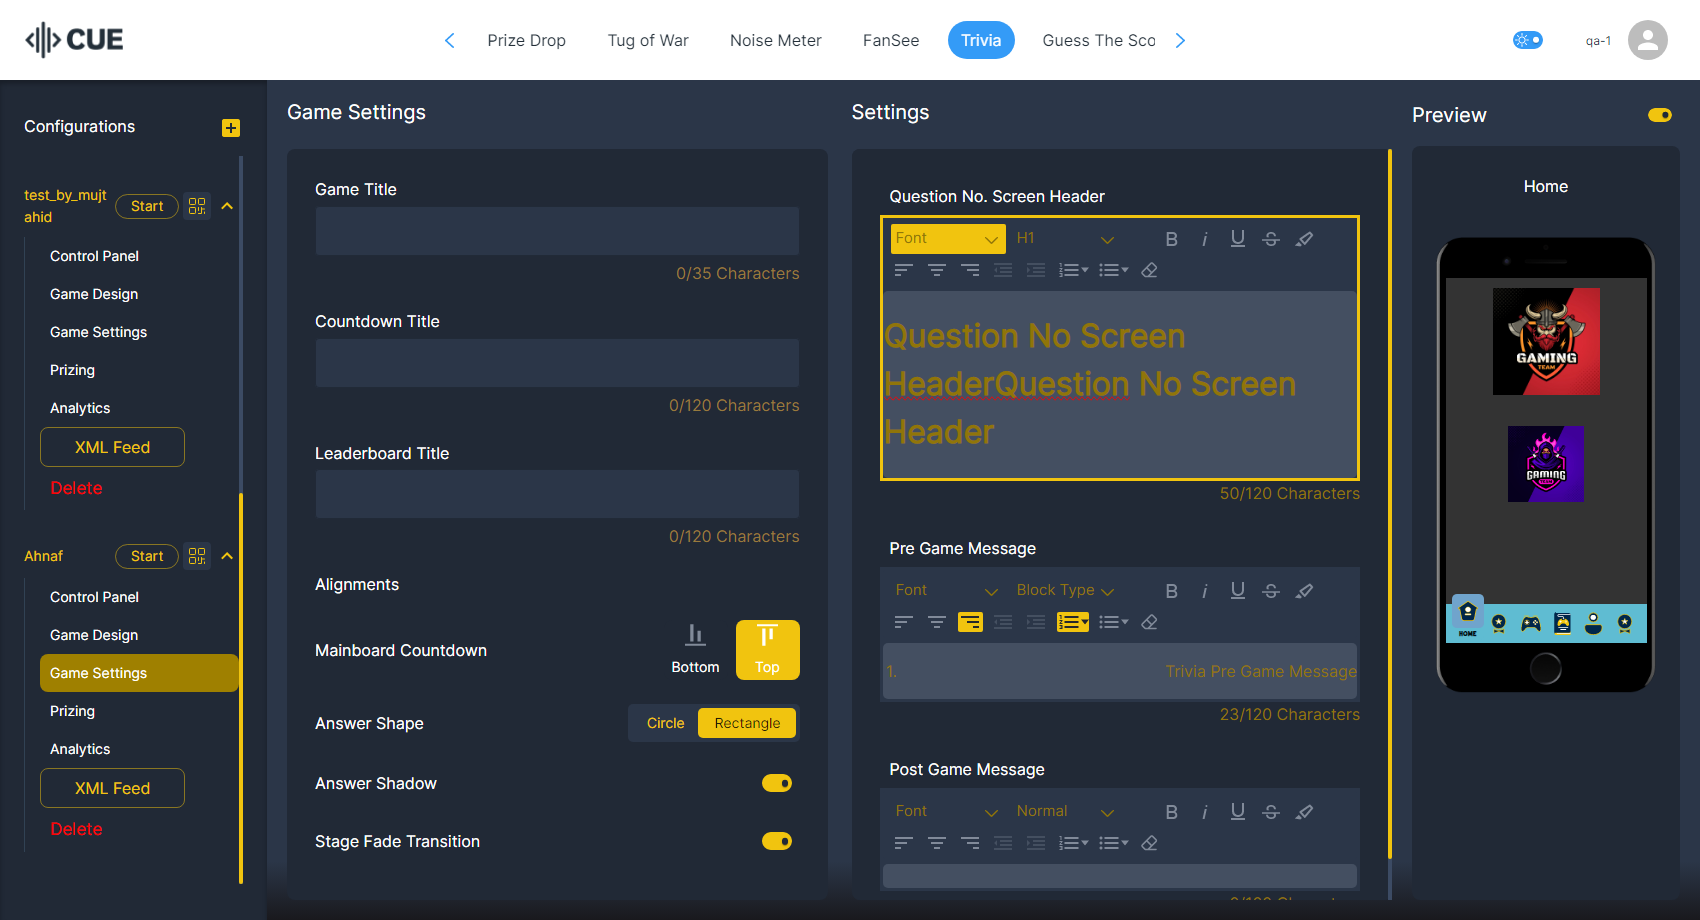 CUE
Prize Drop
Tug of War
Noise Meter
FanSee
Trivia
Guess The Sco
qa-1
Configurations
test_by_mujt
ahid
Start
Control Panel
Game Design
Game Settings
Prizing
Analytics
XML Feed
Delete
Ahnaf
Start
Control Panel
Game Design
Game Settings
Prizing
Analytics
XML Feed
Delete
Game Settings
Game Title
0/35 Characters
Countdown Title
0/120 Characters
Leaderboard Title
0/120 Characters
Alignments
Mainboard Countdown
Bottom
Top
Answer Shape
Circle
Rectangle
Answer Shadow
Stage Fade Transition
Settings
Question No. Screen Header
Font
H1
Question No Screen
HeaderQuestion No Screen
Header
50/120 Characters
Pre Game Message
Font
Block Type
1. Trivia Pre Game Message
23/120 Characters
Post Game Message
Font
Normal
Preview
Home
GAMING
TEAM
GAMING
HOME